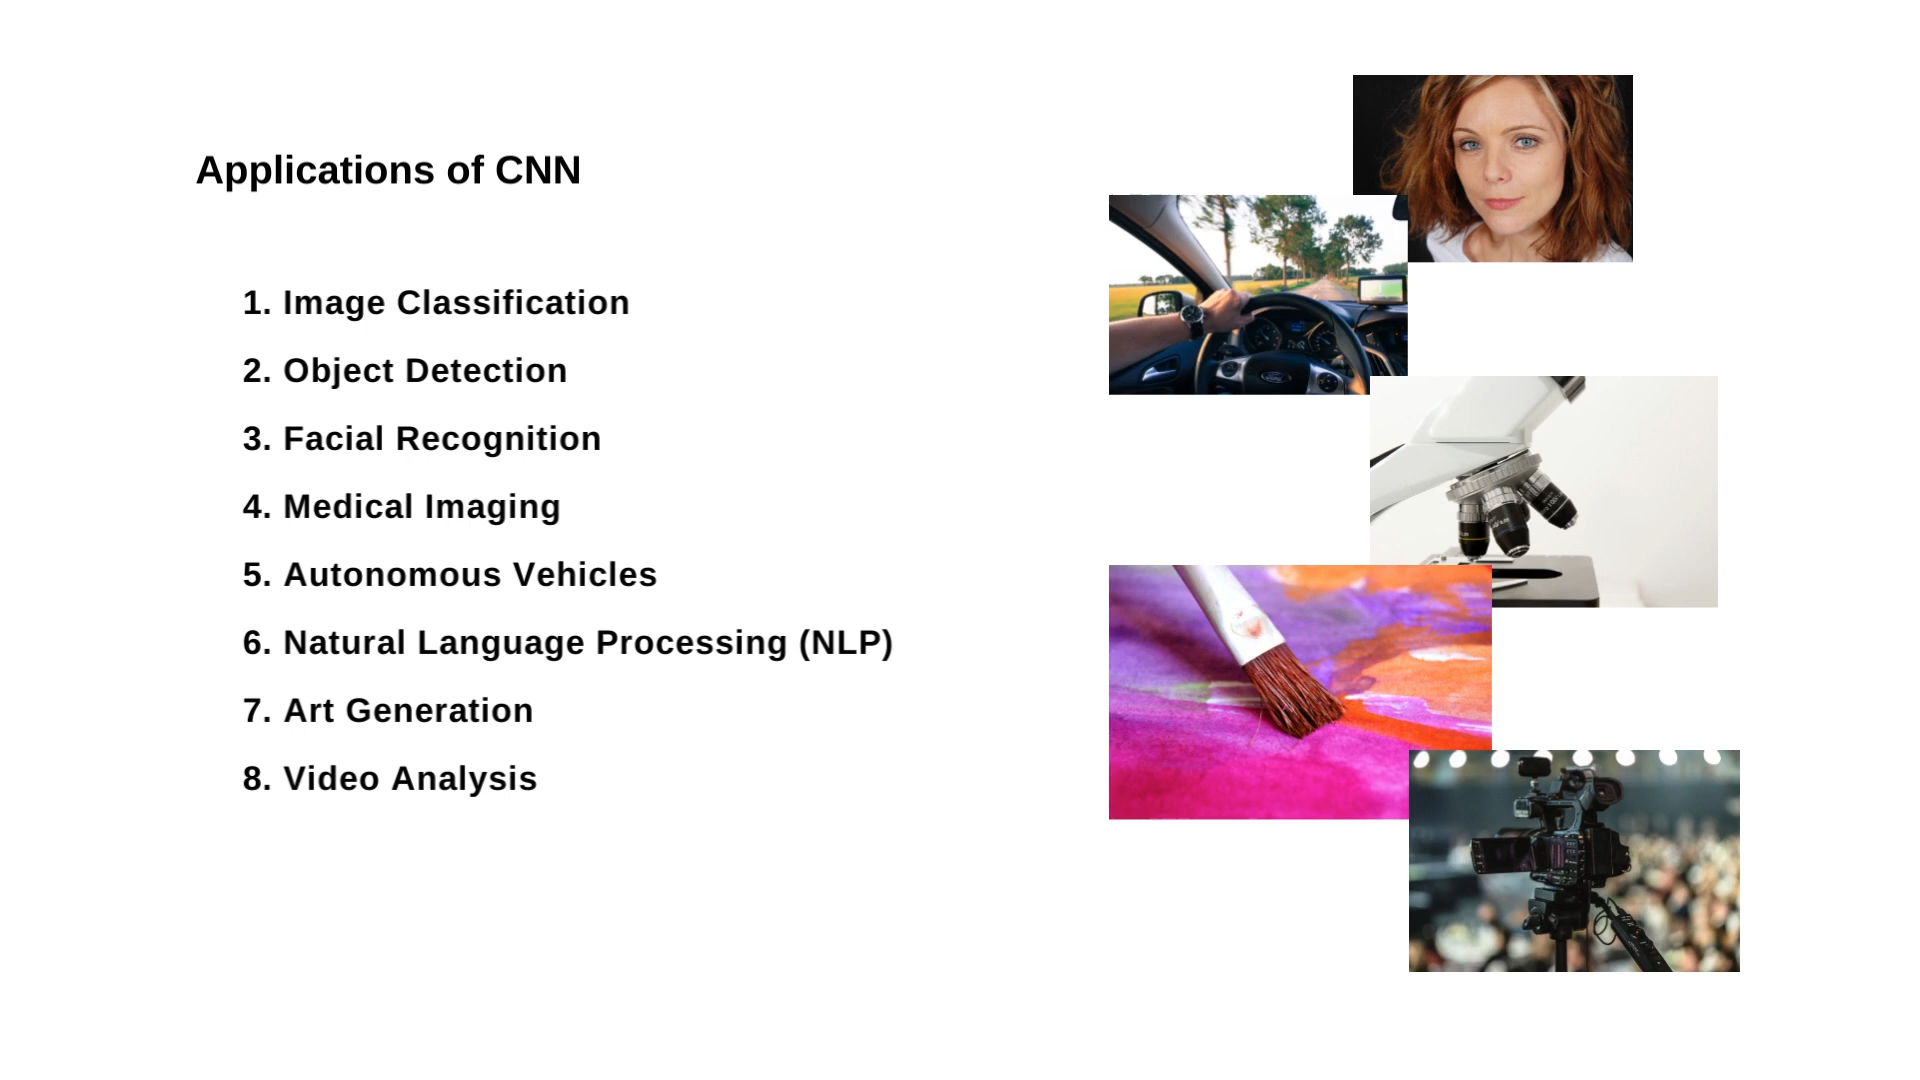 Applications of CNN
1. Image Classification
2. Object Detection
3. Facial Recognition
4. Medical Imaging
5. Autonomous Vehicles
6. Natural Language Processing (NLP)
7. Art Generation
8. Video Analysis